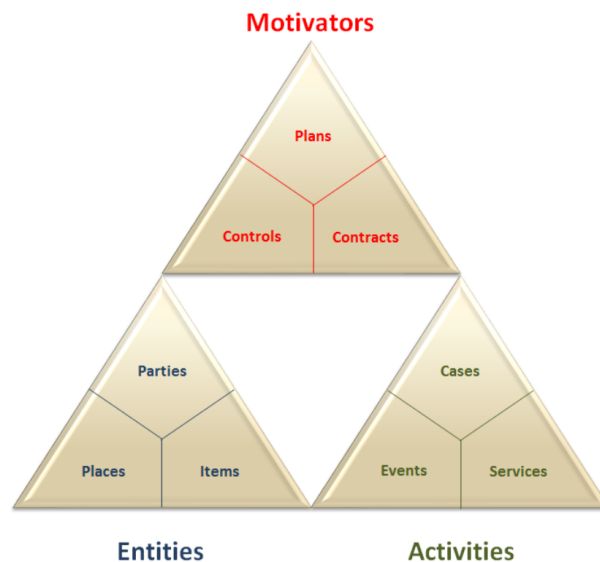 Motivators
Plans
Controls Contracts
Parties Cases
Places Items Events Services
Entities Activities